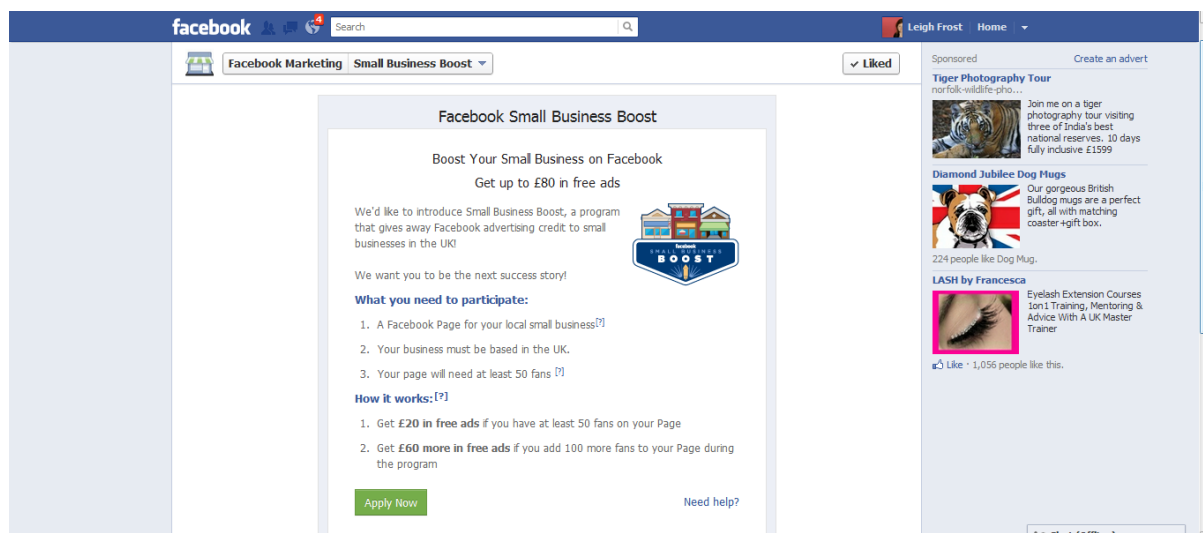 facebook 4 Search Leigh Frost Home
Facebook Marketing Small Business Boost Liked
Facebook Small Business Boost
Boost Your Small Business on Facebook
Get up to £80 in free ads
We'd like to introduce Small Business Boost, a program
that gives away Facebook advertising credit to small
businesses in the UK!
facebook
SMALL BUSINESS
BOOST
We want you to be the next success story!
What you need to participate:
1. A Facebook Page for your local small business[?]
2. Your business must be based in the UK.
3. Your page will need at least 50 fans [?]
How it works:[?]
1. Get £20 in free ads if you have at least 50 fans on your Page
2. Get £60 more in free ads if you add 100 more fans to your Page during
the program
Apply Now Need help?
Sponsored Create an advert
Tiger Photography Tour
norfolk-wildlife-pho...
Join me on a tiger
photography tour visiting
three of India's best
national reserves. 10 days
fully inclusive £1599
Diamond Jubilee Dog Mugs
Our gorgeous British
Bulldog mugs are a perfect
gift, all with matching
coaster+gift box.
224 people like Dog Mug.
LASH by Francesca
Eyelash Extension Courses
1on1 Training, Mentoring &
Advice With A UK Master
Trainer
Like · 1,056 people like this.